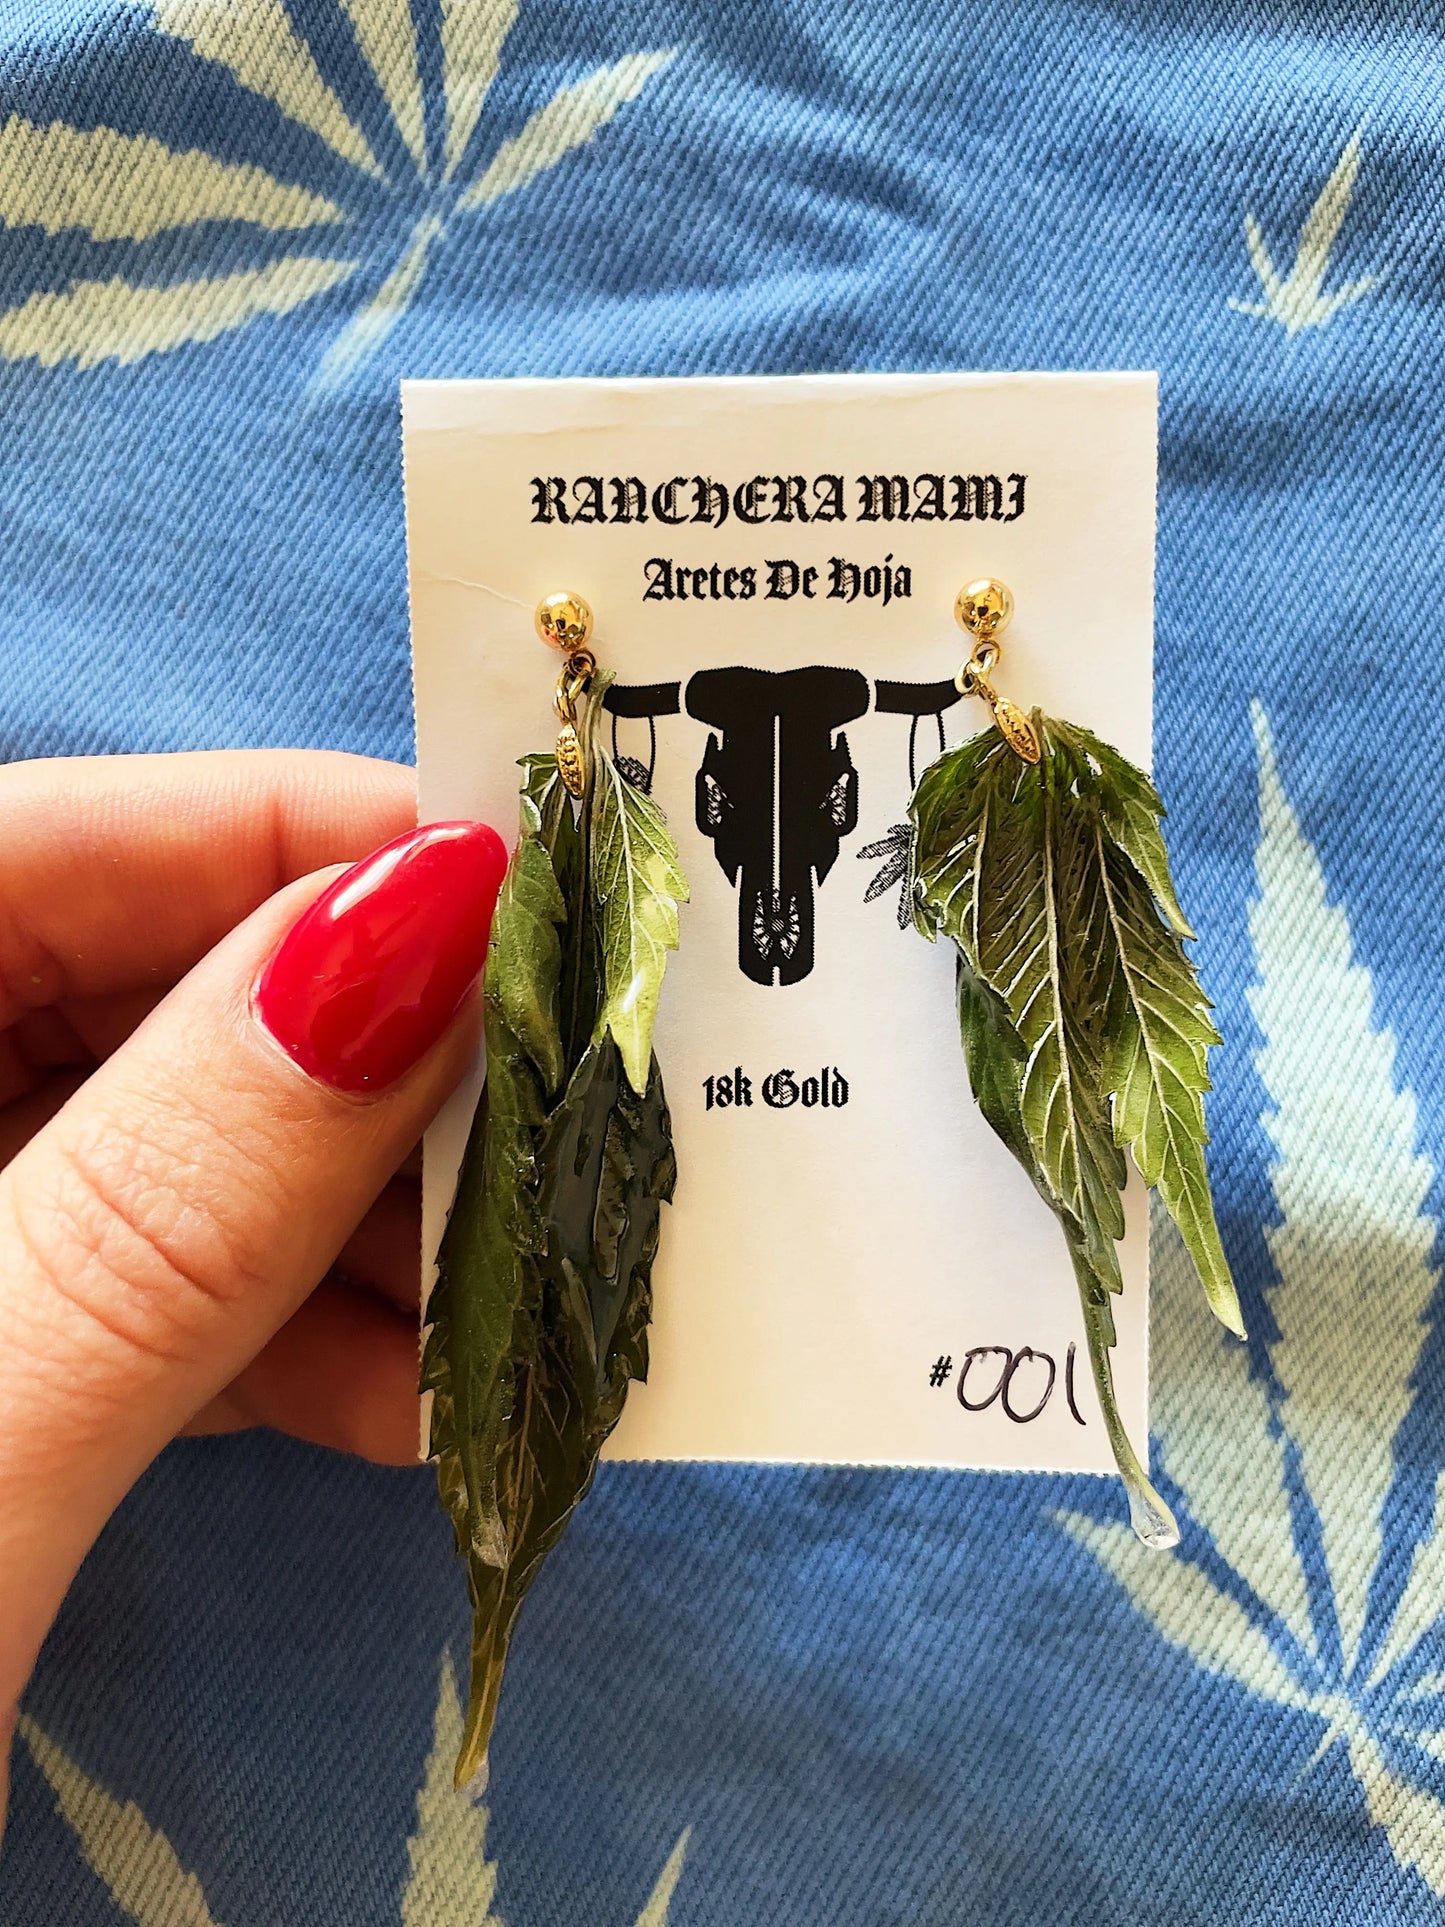 RANCHERA MAMI
Aretes De Hoja
18k Gold
#001